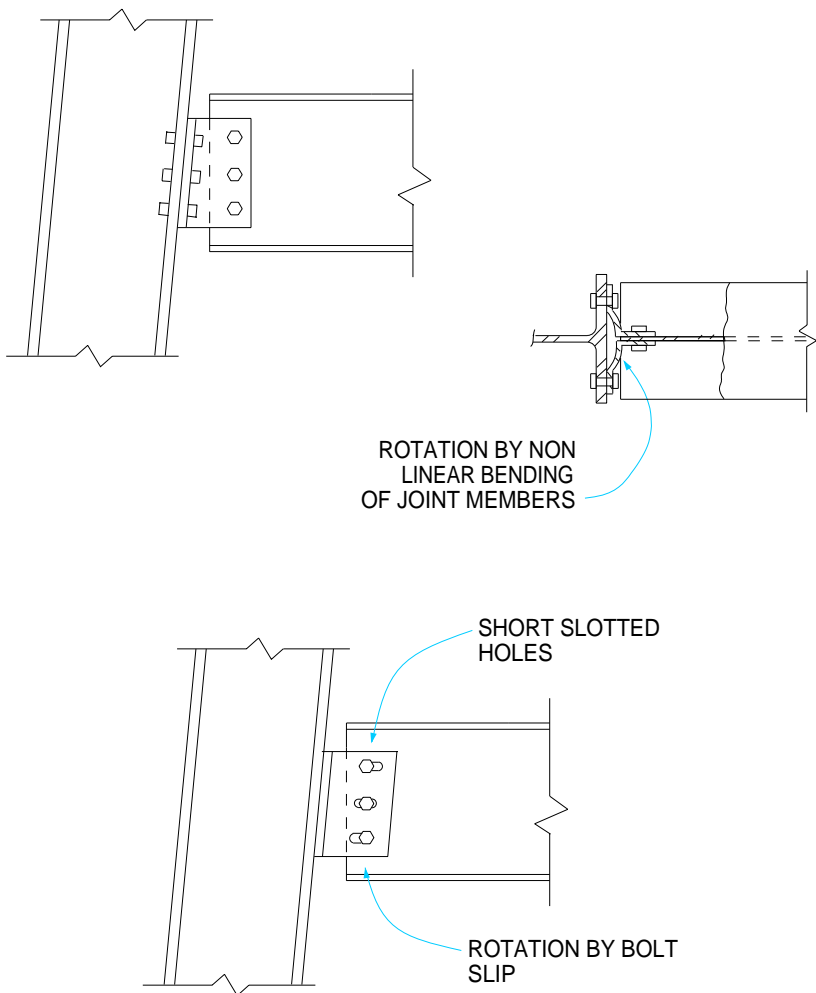 ROTATION BY NON
LINEAR BENDING
OF JOINT MEMBERS
SHORT SLOTTED
HOLES
ROTATION BY BOLT
SLIP